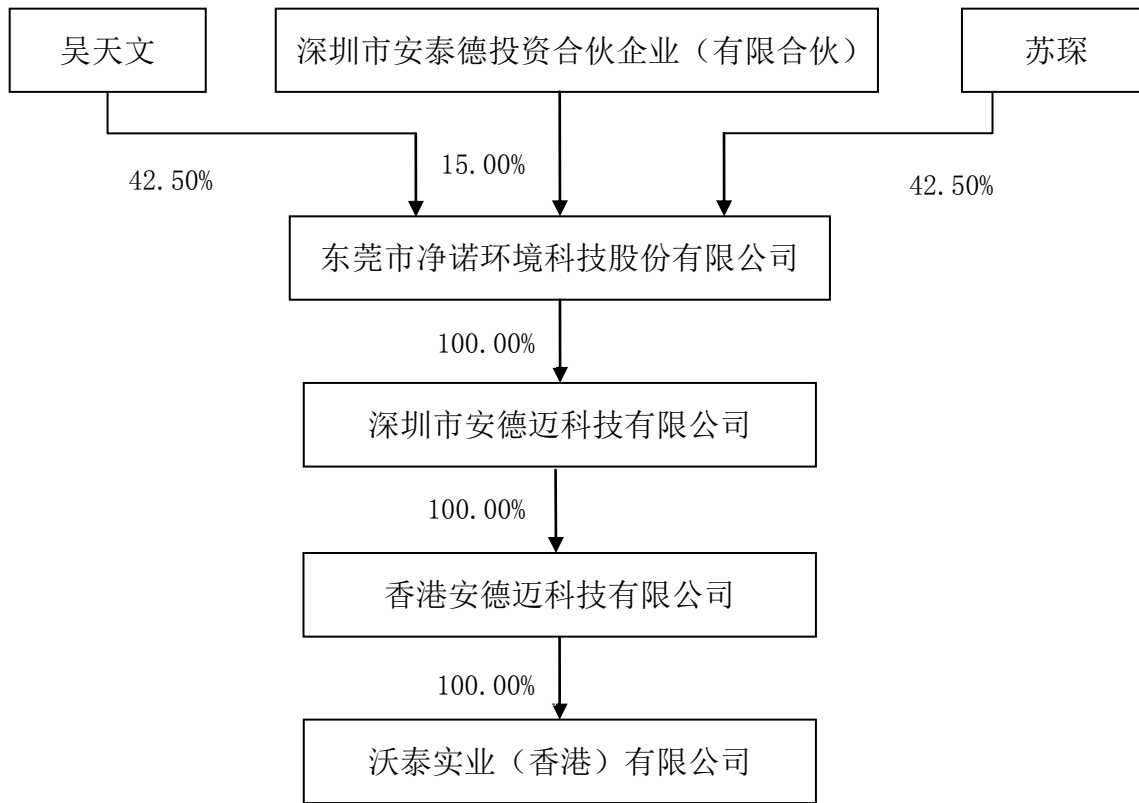 吴天文
深圳市安泰德投资合伙企业（有限合伙）
苏琛
42.50%
15.00%
42.50%
东莞市净诺环境科技股份有限公司
100.00%
深圳市安德迈科技有限公司
100.00%
香港安德迈科技有限公司
100.00%
沃泰实业（香港）有限公司